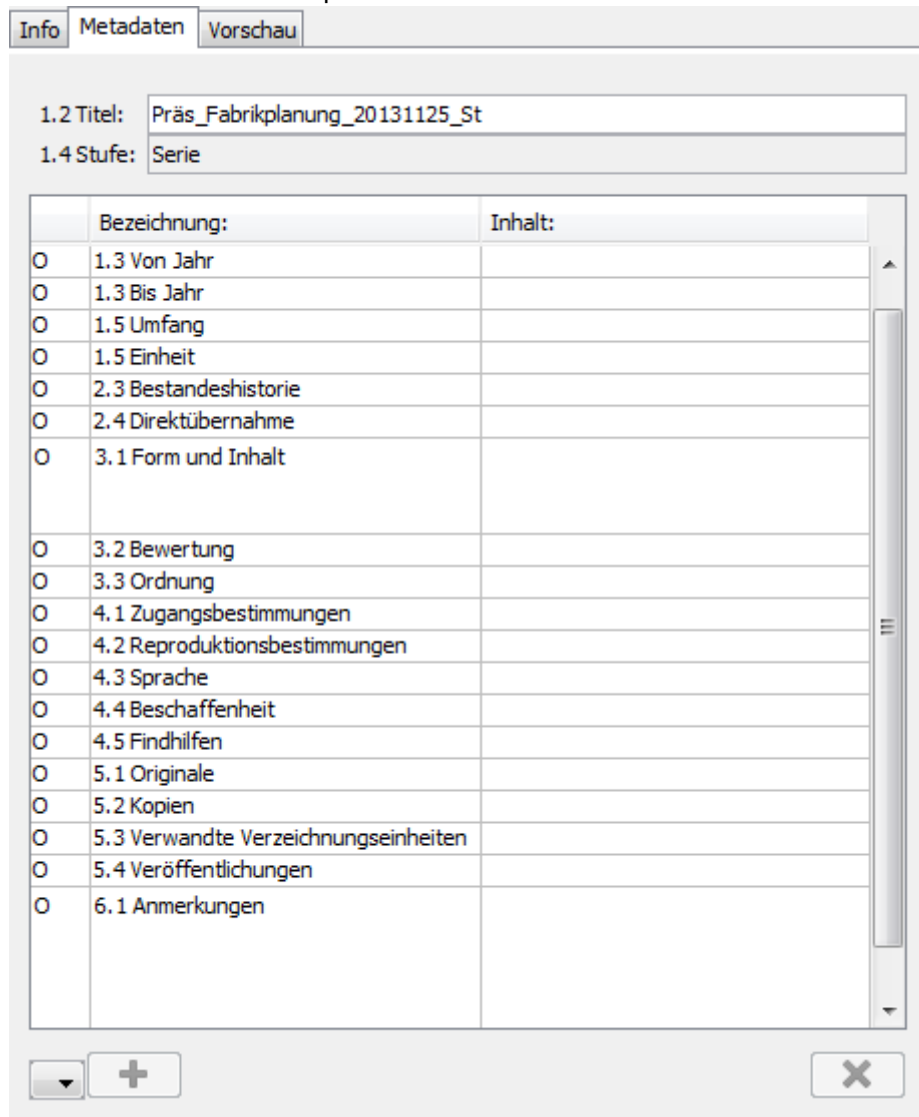 Info Metadaten Vorschau
1.2 Titel: Präs_Fabrikplanung_20131125_St
1.4 Stufe: Serie
Bezeichnung: Inhalt:
O 1.3 Von Jahr
O 1.3 Bis Jahr
O 1.5 Umfang
O 1.5 Einheit
O 2.3 Bestandeshistorie
O 2.4 Direktübernahme
O 3.1 Form und Inhalt
O 3.2 Bewertung
O 3.3 Ordnung
O 4.1 Zugangsbestimmungen
O 4.2 Reproduktionsbestimmungen
O 4.3 Sprache
O 4.4 Beschaffenheit
O 4.5 Findhilfen
O 5.1 Originale
O 5.2 Kopien
O 5.3 Verwandte Verzeichnungseinheiten
O 5.4 Veröffentlichungen
O 6.1 Anmerkungen